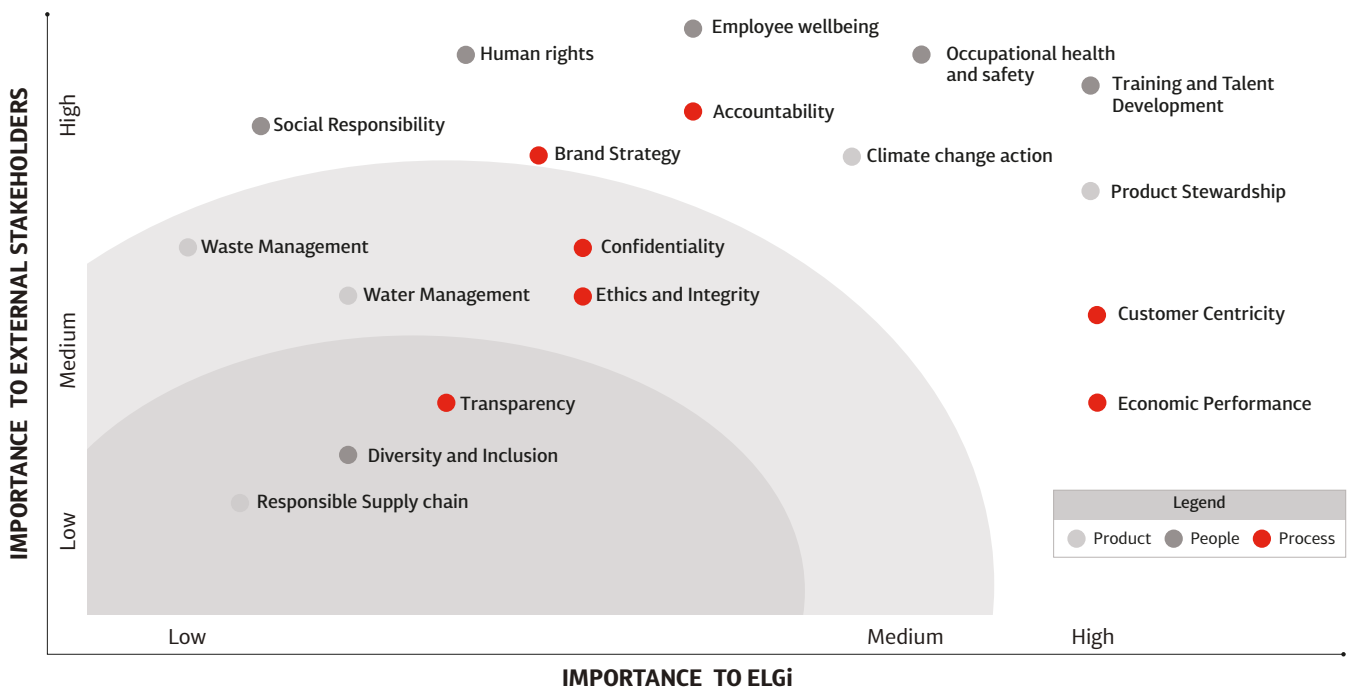 Employee wellbeing
Human rights
Occupational health
and safety
Training and Talent
Development
Accountability
Social Responsibility
Brand Strategy
Climate change action
Product Stewardship
Waste Management
Confidentiality
Water Management
Ethics and Integrity
Customer Centricity
Transparency
Economic Performance
Diversity and Inclusion
Responsible Supply chain
Legend
Product
People
Process
IMPORTANCE TO EXTERNAL STAKEHOLDERS
High
Medium
Low
Low
Medium
High
IMPORTANCE TO ELGi